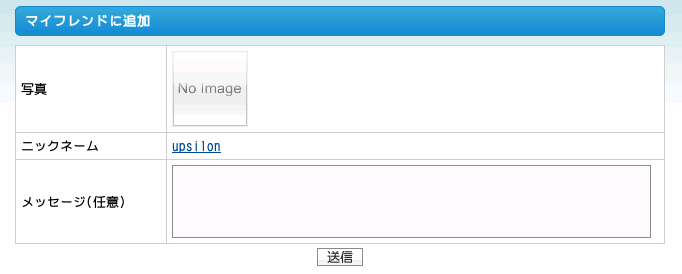 マイフレンドに追加
写真
No Image
ニックネーム
upsilon
メッセージ(任意)
送信